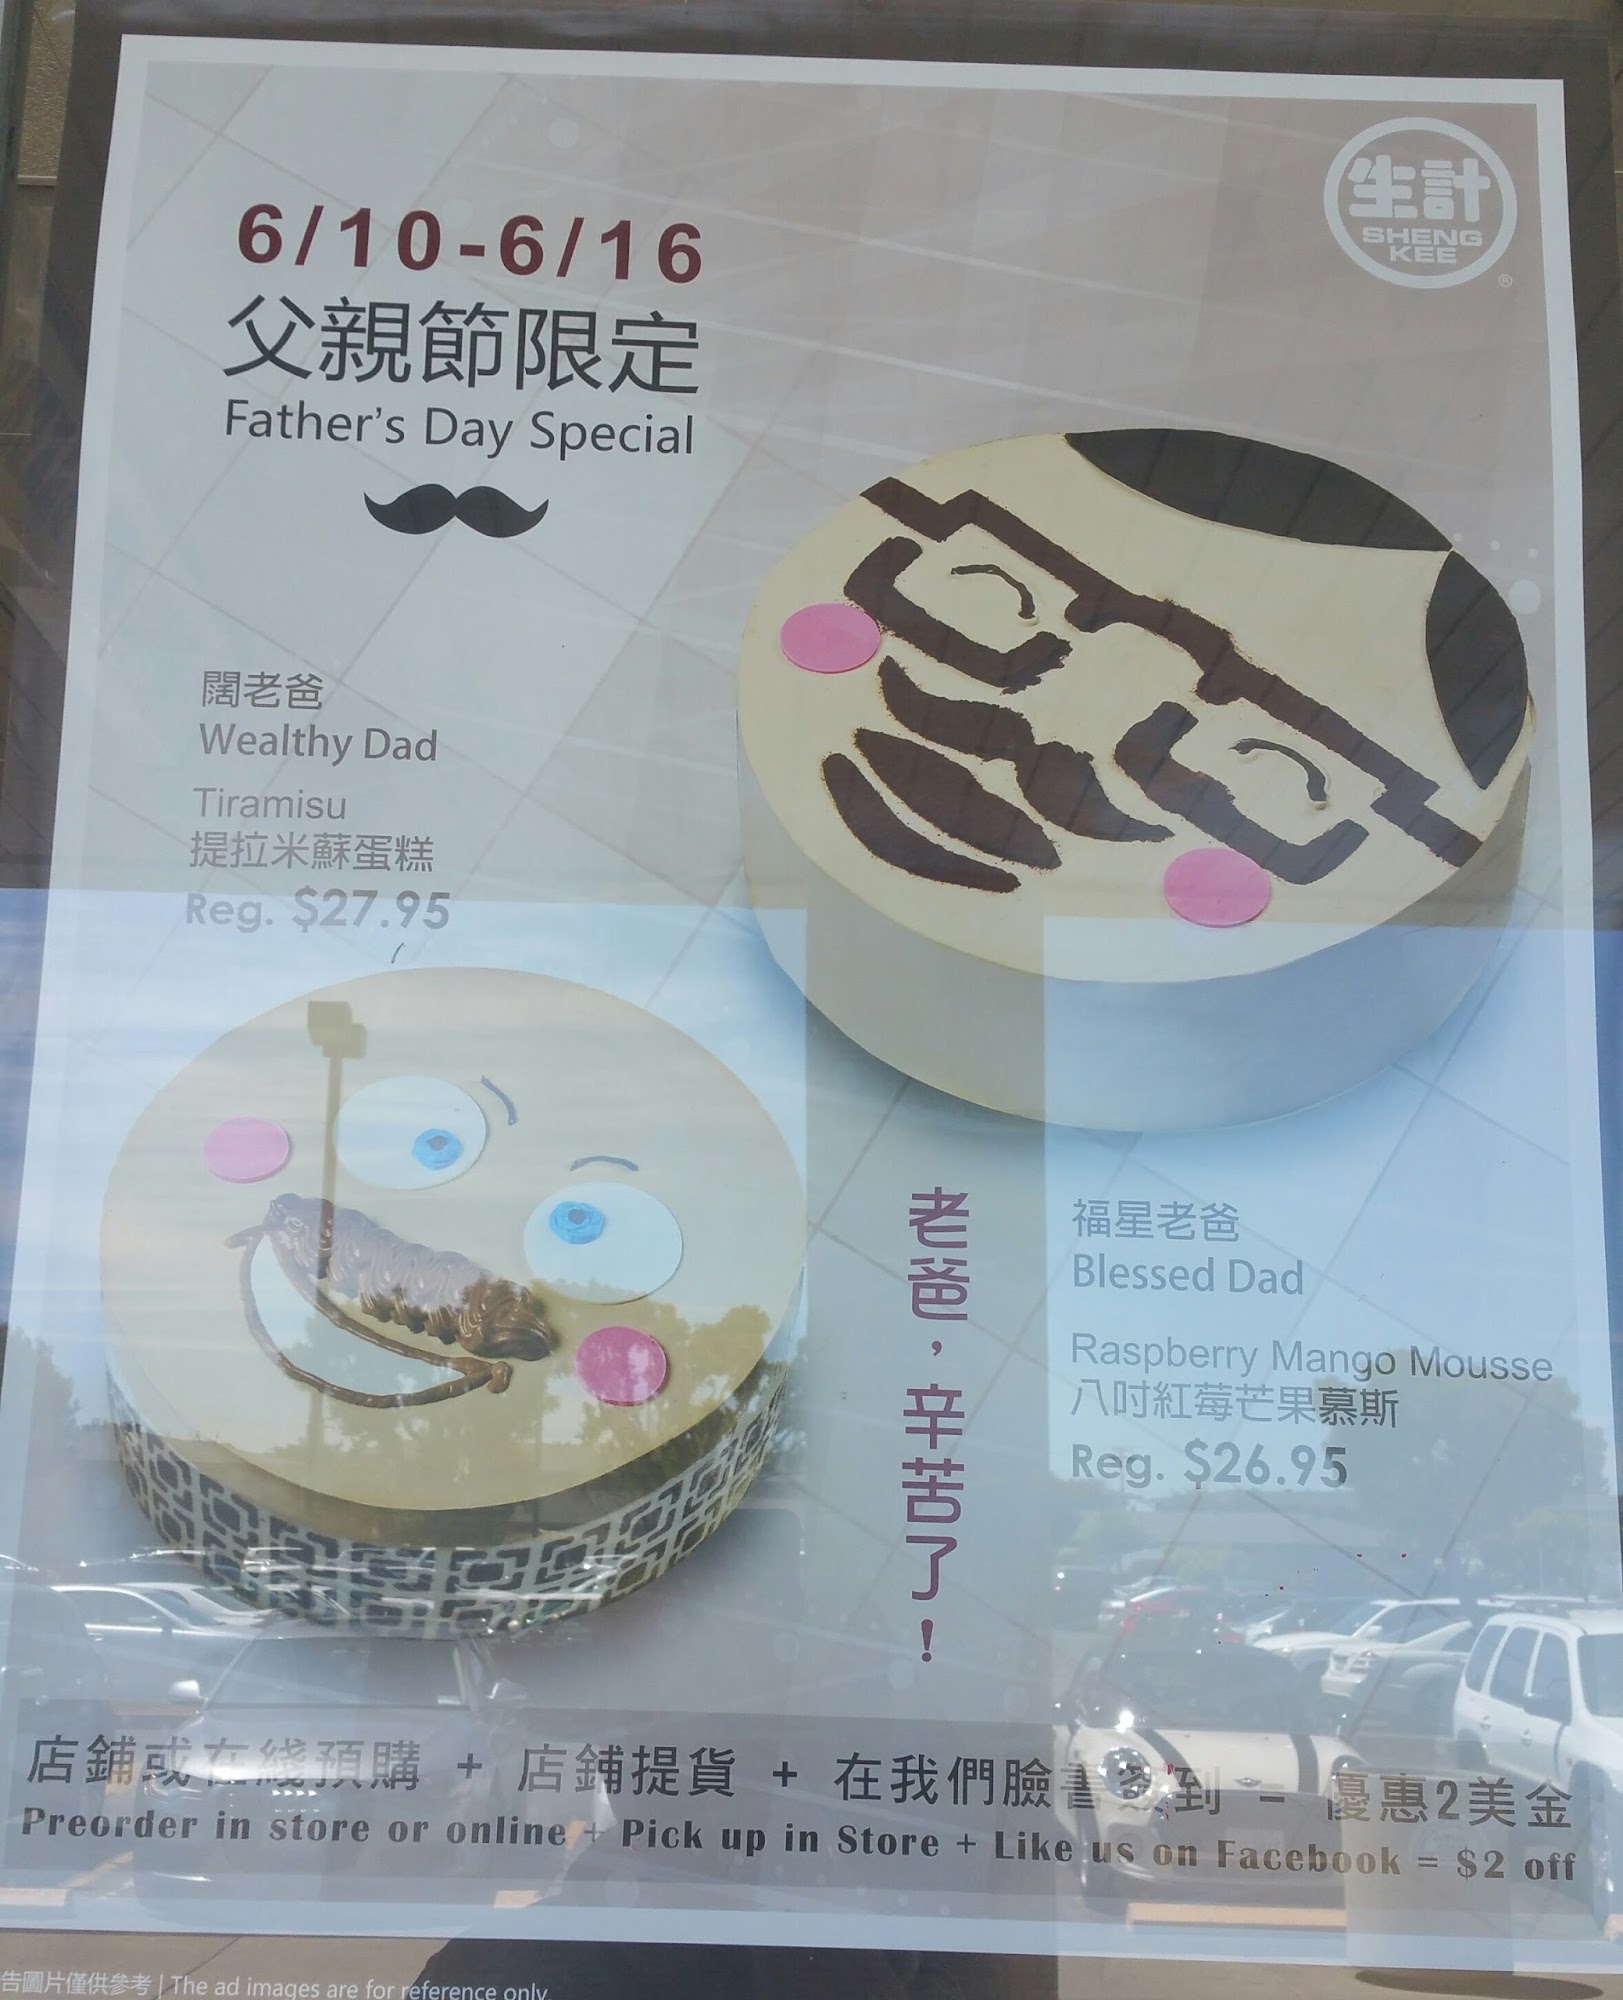 生計
SHENG
KEE
®
6/10-6/16
父親節限定
Father's Day Special
闊老爸
Wealthy Dad
Tiramisu
提拉米蘇蛋糕
Reg. $27.95
老爸，辛苦了！
福星老爸
Blessed Dad
Raspberry Mango Mousse
八吋紅莓芒果慕斯
Reg. $26.95
店鋪或在綫預購 + 店鋪提貨 + 在我們臉書簽到 = 優惠2美金
Preorder in store or online + Pick up in Store + Like us on Facebook = $2 off
告圖片僅供參考 | The ad images are for reference only.